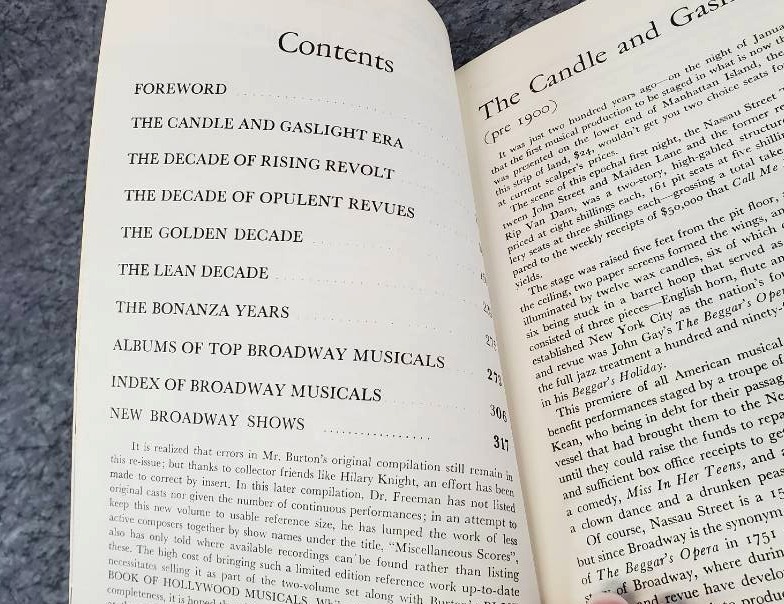 Contents
FOREWORD
THE CANDLE AND GASLIGHT ERA
THE DECADE OF RISING REVOLT
THE DECADE OF OPULENT REVUES
THE GOLDEN DECADE
THE LEAN DECADE
THE BONANZA YEARS
ALBUMS OF TOP BROADWAY MUSICALS 273
INDEX OF BROADWAY MUSICALS 306
NEW BROADWAY SHOWS 317
It is realized that errors in Mr. Burton's original compilation still remain in
this re-issue; but thanks to collector friends like Hilary Knight, an effort has been
made to correct by insert. In this later compilation, Dr. Freeman has not listed
original casts nor given the number of continuous performances; in an attempt to
keep this new volume to usable reference size, he has lumped the work of less
active composers together by show names under the title, "Miscellaneous Scores",
also has only told where available recordings can be found rather than listing
these. The high cost of bringing such a limited edition reference work up-to-date
necessitates selling it as part of the two-volume set along with Burton's
BOOK OF HOLLYWOOD MUSICALS.
completeness, it is
The Candle and
(pre 1900)
It was just two hundred years ago—on the night of
that the first musical production to be staged in what is now
was presented on the lower end of Manhattan Island, the
this strip of land, $24, wouldn't get you two choice seats for
at current scalper's prices.
The scene of this epochal first night, the Nassau Street
tween John Street and Maiden Lane and the former
Rip Van Dam, was a two-story, high-gabled
priced at eight shillings each, 161 pit seats at five
lery seats at three shillings each—grossing a total take
pared to the weekly receipts of $50,000 that Call Me
yields.
The stage was raised five feet from the pit floor,
the ceiling, two paper screens formed the wings,
illuminated by twelve wax candles, six of which
six being stuck in a barrel hoop that served as
consisted of three pieces—English horn, flute and
established New York City as the nation's
and revue was John Gay's The Beggar's Opera
the full jazz treatment a hundred and
in his Beggar's Holiday.
This premiere of all American musical
benefit performances staged by a troupe of
Kean, who being in debt for their
vessel that had brought them to the
until they could raise the funds to
and sufficient box office receipts to
a comedy, Miss In Her Teens, and
a clown dance and a drunken
Of course, Nassau Street is a
but since Broadway is the synonym
of The Beggar's Opera in 1751
of Broadway, where
and revue have